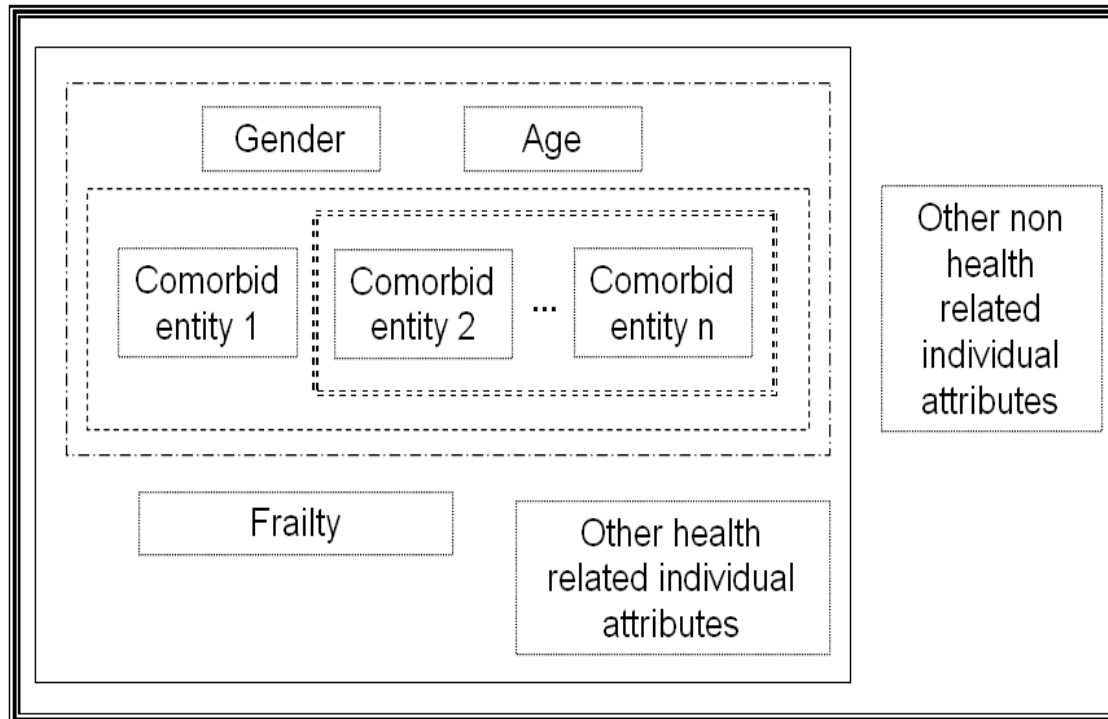 Gender
Age
Comorbid
entity 1
Comorbid
entity 2
...
Comorbid
entity n
Other non
health
related
individual
attributes
Frailty
Other health
related individual
attributes